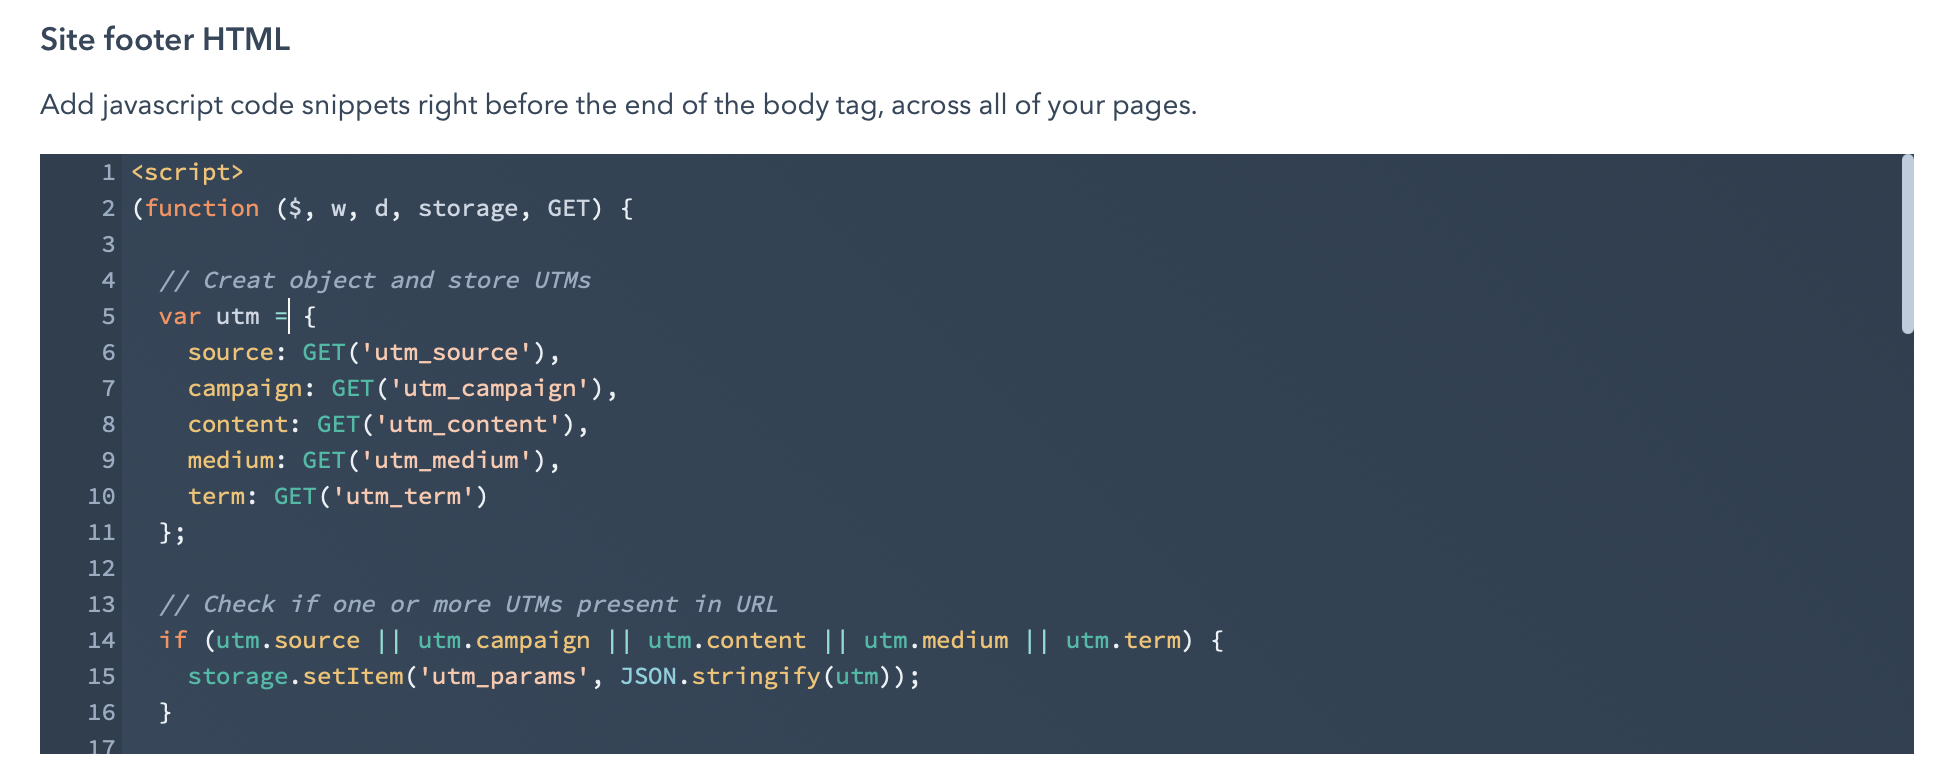 Site footer HTML
Add javascript code snippets right before the end of the body tag, across all of your pages.
1 <script>
2 (function ($, w, d, storage, GET) {
3
4   // Creat object and store UTMs
5   var utm = {
6     source: GET('utm_source'),
7     campaign: GET('utm_campaign'),
8     content: GET('utm_content'),
9     medium: GET('utm_medium'),
10     term: GET('utm_term')
11   };
12
13   // Check if one or more UTMs present in URL
14   if (utm.source || utm.campaign || utm.content || utm.medium || utm.term) {
15     storage.setItem('utm_params', JSON.stringify(utm));
16   }
17